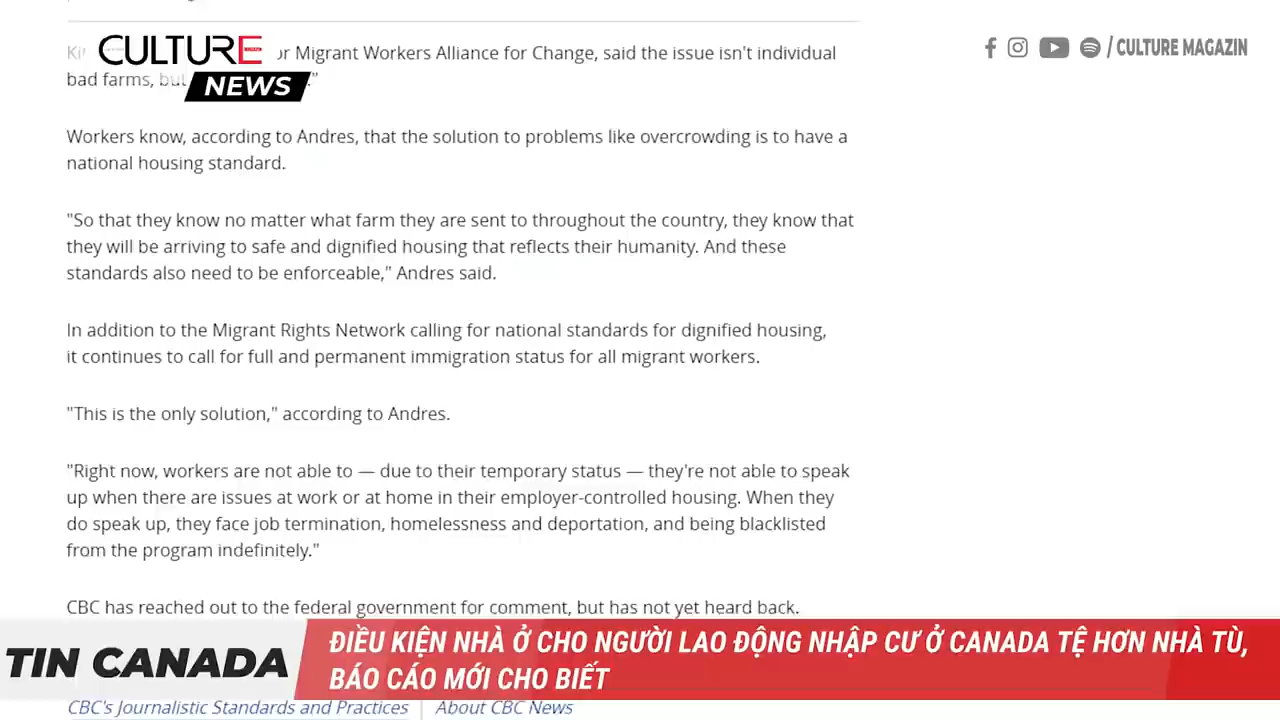 CULTURE
NEWS
/ CULTURE MAGAZIN
or Migrant Workers Alliance for Change, said the issue isn't individual
bad farms, but
Workers know, according to Andres, that the solution to problems like overcrowding is to have a
national housing standard.
"So that they know no matter what farm they are sent to throughout the country, they know that
they will be arriving to safe and dignified housing that reflects their humanity. And these
standards also need to be enforceable," Andres said.
In addition to the Migrant Rights Network calling for national standards for dignified housing,
it continues to call for full and permanent immigration status for all migrant workers.
"This is the only solution," according to Andres.
"Right now, workers are not able to — due to their temporary status — they're not able to speak
up when there are issues at work or at home in their employer-controlled housing. When they
do speak up, they face job termination, homelessness and deportation, and being blacklisted
from the program indefinitely."
CBC has reached out to the federal government for comment, but has not yet heard back.
TIN CANADA
ĐIỀU KIỆN NHÀ Ở CHO NGƯỜI LAO ĐỘNG NHẬP CƯ Ở CANADA TỆ HƠN NHÀ TÙ,
BÁO CÁO MỚI CHO BIẾT
CBC's Journalistic Standards and Practices | About CBC News